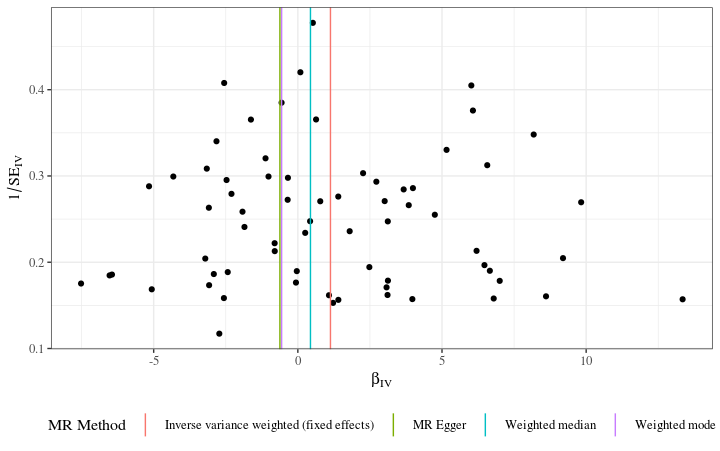 0.4
0.3
0.2
0.1
1/SE_IV
-5 0 5 10
β_IV
MR Method Inverse variance weighted (fixed effects) MR Egger Weighted median Weighted mode